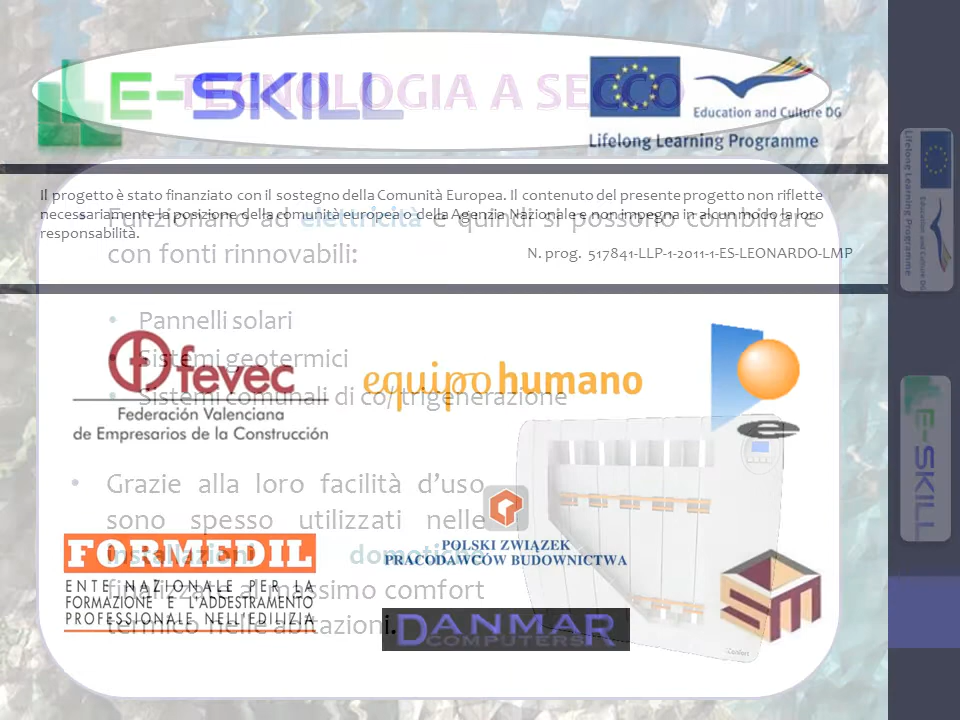 TECNOLOGIA A SECCO
E-SKILL
Education and Culture DG
Lifelong Learning Programme
Il progetto è stato finanziato con il sostegno della Comunità Europea. Il contenuto del presente progetto non riflette
necessariamente la posizione della comunità europea o della Agenzia Nazionale e non impegna in alcun modo la loro
responsabilità.
N. prog. 517841-LLP-1-2011-1-ES-LEONARDO-LMP
• Funzionano ad elettricità e quindi si possono combinare
con fonti rinnovabili:
• Pannelli solari
• Sistemi geotermici
• Sistemi comunali di co/trigenerazione
fevec
Federación Valenciana
de Empresarios de la Construcción
equipo humano
e
• Grazie alla loro facilità d’uso
sono spesso utilizzati nelle
installazioni domotiche
finalizzate al massimo comfort
termico nelle abitazioni.
FORMEDIL
ENTE NAZIONALE PER LA
FORMAZIONE E L'ADDESTRAMENTO
PROFESSIONALE NELL'EDILIZIA
POLSKI ZWIĄZEK
PRACODAWCÓW BUDOWNICTWA
DANMAR
COMPUTERS
SM
Lifelong Learning Programme
Education and Culture DG
E-SKILL